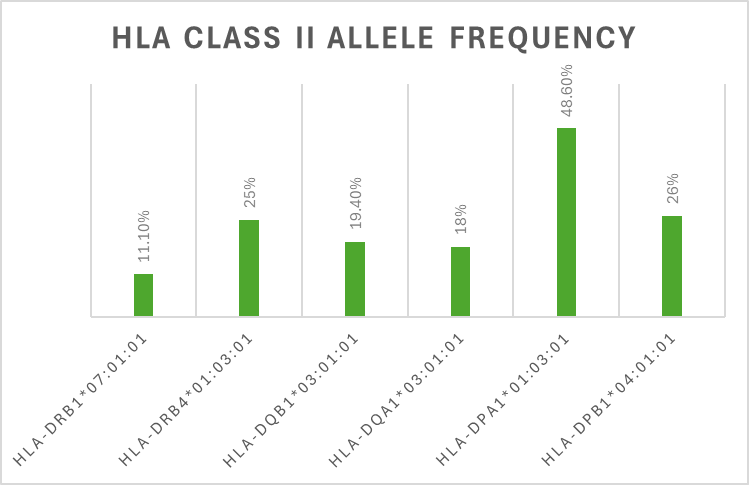 HLA CLASS II ALLELE FREQUENCY
11.10%
25%
19.40%
18%
48.60%
26%
HLA-DRB1*07:01:01
HLA-DRB4*01:03:01
HLA-DQB1*03:01:01
HLA-DQA1*03:01:01
HLA-DPA1*01:03:01
HLA-DPB1*04:01:01